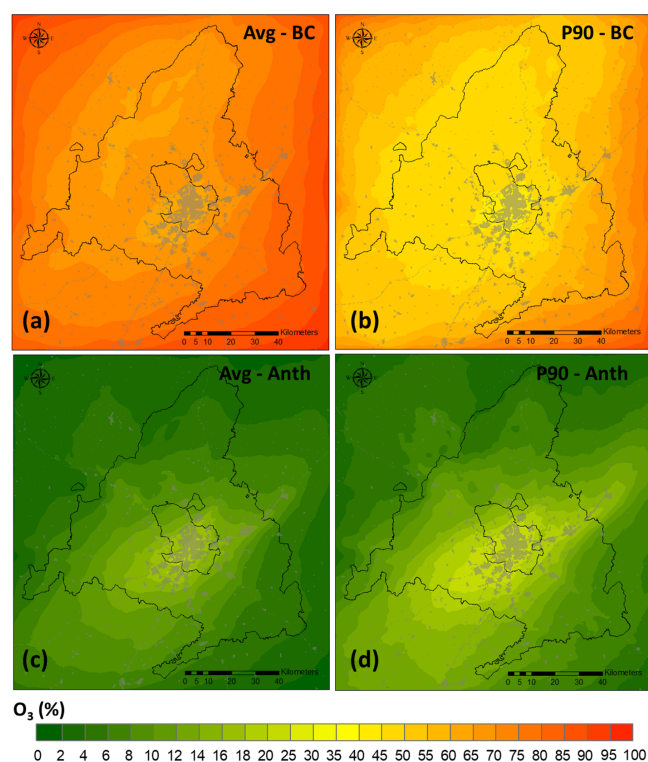 Avg - BC
P90 - BC
N
W E
S
N
W E
S
(a)
0 5 10 20 30 40 Kilometers
(b)
0 5 10 20 30 40 Kilometers
Avg - Anth
P90 - Anth
N
W E
S
N
W E
S
(c)
0 5 10 20 30 40 Kilometers
(d)
0 5 10 20 30 40 Kilometers
O₃ (%)
0 2 4 6 8 10 12 14 16 18 20 25 30 35 40 45 50 55 60 65 70 75 80 85 90 95 100